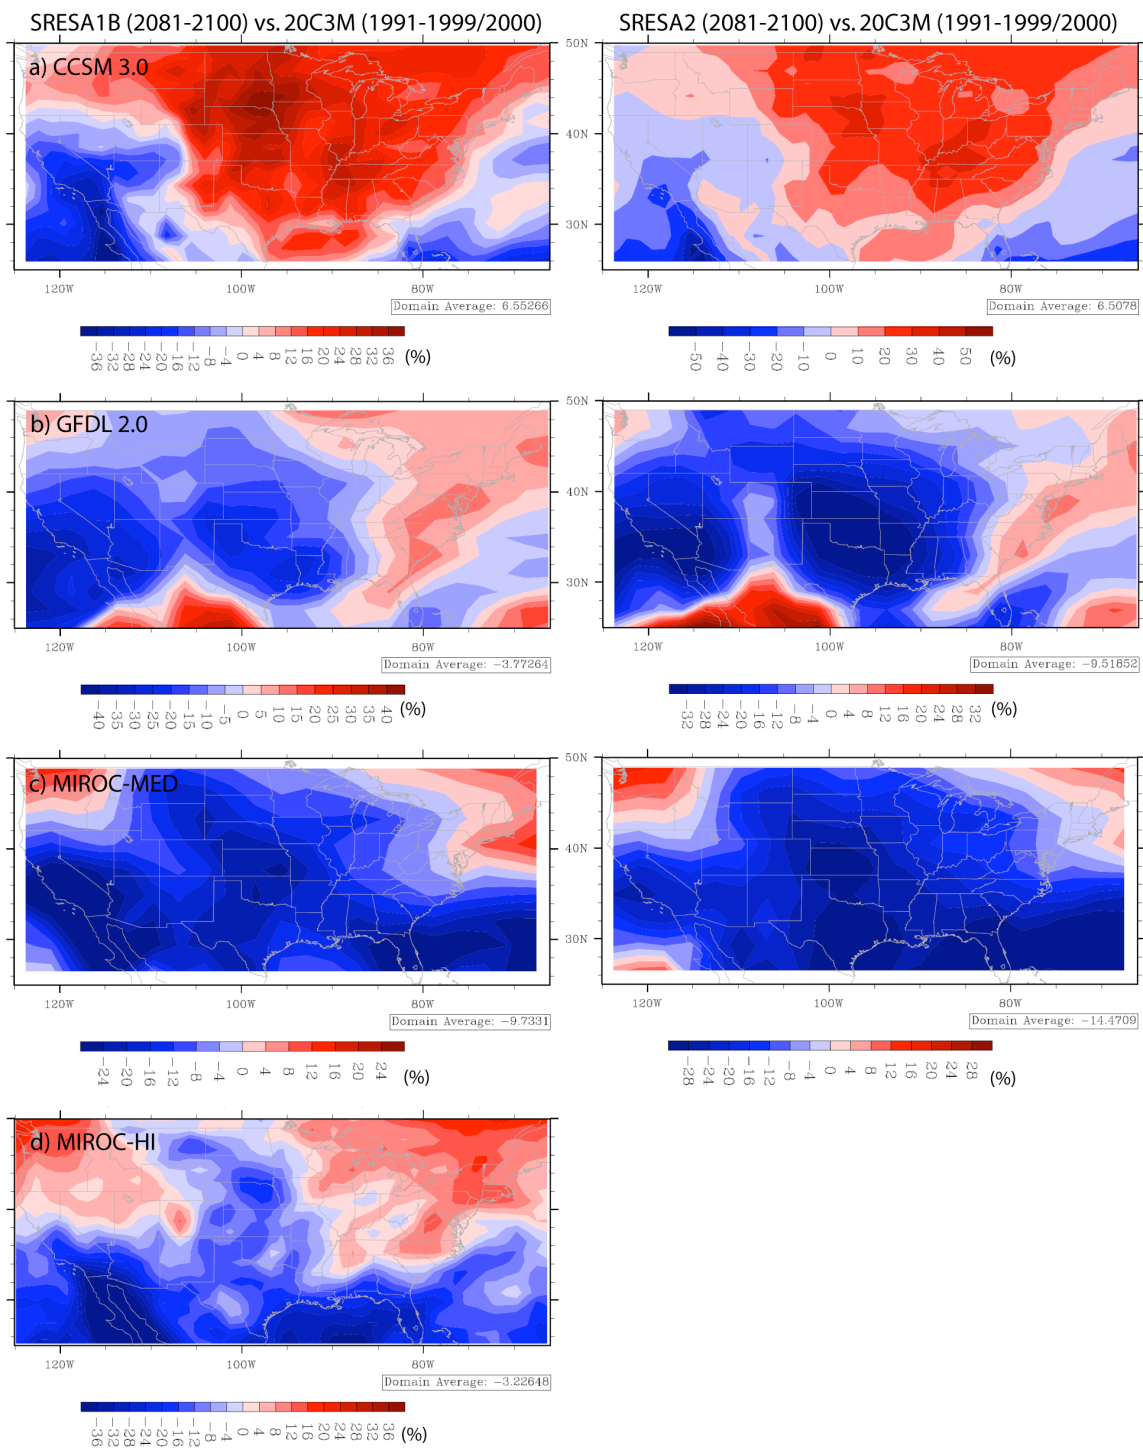 SRESA1B (2081-2100) vs. 20C3M (1991-1999/2000)
SRESA2 (2081-2100) vs. 20C3M (1991-1999/2000)
a) CCSM 3.0
50N
40N
30N
120W 100W 80W
120W 100W 80W
Domain Average: 6.55266
Domain Average: 6.5078
−36 −32 −28 −24 −20 −16 −12 −8 −4 0 4 8 12 16 20 24 28 32 36 (%)
−50 −40 −30 −20 −10 0 10 20 30 40 50 (%)
b) GFDL 2.0
50N
40N
30N
120W 100W 80W
120W 100W 80W
Domain Average: −3.77264
Domain Average: −9.51852
−40 −35 −30 −25 −20 −15 −10 −5 0 5 10 15 20 25 30 35 40 (%)
−32 −28 −24 −20 −16 −12 −8 −4 0 4 8 12 16 20 24 28 32 (%)
c) MIROC-MED
50N
40N
30N
120W 100W 80W
120W 100W 80W
Domain Average: −9.7331
Domain Average: −14.4709
−24 −20 −16 −12 −8 −4 0 4 8 12 16 20 24 (%)
−28 −24 −20 −16 −12 −8 −4 0 4 8 12 16 20 24 28 (%)
d) MIROC-HI
120W 100W 80W
Domain Average: −3.22648
−36 −32 −28 −24 −20 −16 −12 −8 −4 0 4 8 12 16 20 24 28 32 36 (%)